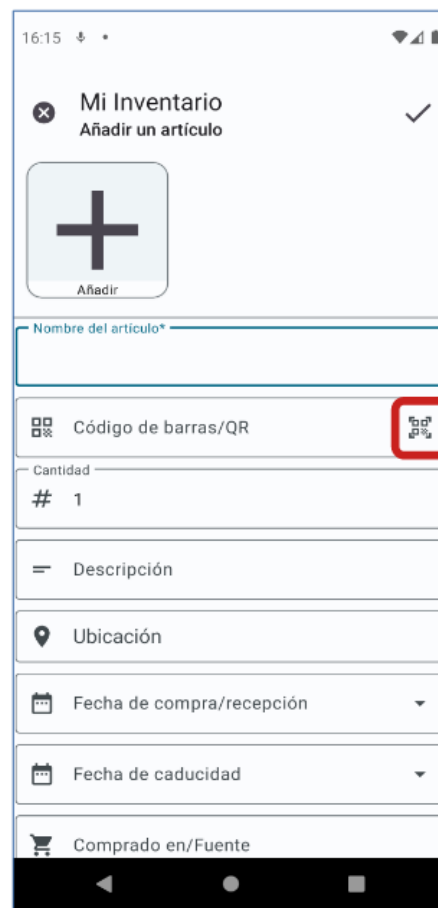 16:15
Mi Inventario
Añadir un artículo
Añadir
Nombre del artículo*
Código de barras/QR
Cantidad
# 1
Descripción
Ubicación
Fecha de compra/recepción
Fecha de caducidad
Comprado en/Fuente